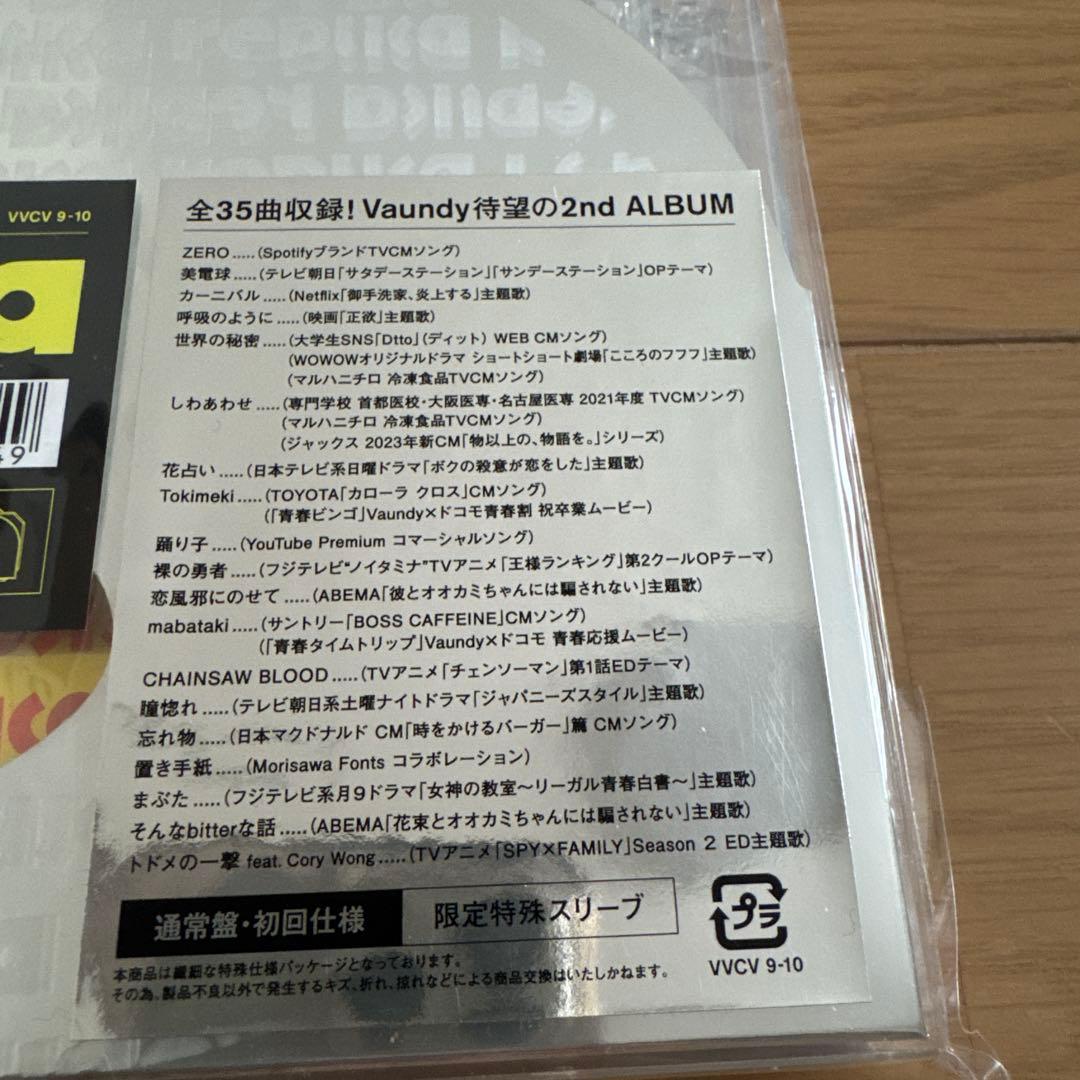 VVCV 9-10
a
49
全35曲収録！Vaundy待望の2nd ALBUM
ZERO.....(SpotifyブランドTVCMソング)
美電球.....(テレビ朝日「サタデーステーション」「サンデーステーション」OPテーマ)
カーニバル.....(Netflix「御手洗家、炎上する」主題歌)
呼吸のように.....(映画「正欲」主題歌)
世界の秘密.....(大学生SNS「Dtto」(ディット) WEB CMソング)
(WOWOWオリジナルドラマ ショートショート劇場「こころのフフフ」主題歌)
(マルハニチロ 冷凍食品TVCMソング)
しわあわせ.....(専門学校 首都医校・大阪医専・名古屋医専 2021年度 TVCMソング)
(マルハニチロ 冷凍食品TVCMソング)
(ジャックス 2023年新CM「物以上の、物語を。」シリーズ)
花占い.....(日本テレビ系日曜ドラマ「ボクの殺意が恋をした」主題歌)
Tokimeki.....(TOYOTA「カローラ クロス」CMソング)
(「青春ビンゴ」Vaundy×ドコモ青春割 祝卒業ムービー)
踊り子.....(YouTube Premium コマーシャルソング)
裸の勇者.....(フジテレビ“ノイタミナ”TVアニメ「王様ランキング」第2クールOPテーマ)
恋風邪にのせて.....(ABEMA「彼とオオカミちゃんには騙されない」主題歌)
mabataki.....(サントリー「BOSS CAFFEINE」CMソング)
(「青春タイムトリップ」Vaundy×ドコモ 青春応援ムービー)
CHAINSAW BLOOD.....(TVアニメ「チェンソーマン」第1話EDテーマ)
瞳惚れ.....(テレビ朝日系土曜ナイトドラマ「ジャパニーズスタイル」主題歌)
忘れ物.....(日本マクドナルド CM「時をかけるバーガー」篇 CMソング)
置き手紙.....(Morisawa Fonts コラボレーション)
まぶた.....(フジテレビ系月9ドラマ「女神の教室〜リーガル青春白書〜」主題歌)
そんなbitterな話.....(ABEMA「花束とオオカミちゃんには騙されない」主題歌)
トドメの一撃 feat. Cory Wong.....(TVアニメ「SPY×FAMILY」Season 2 ED主題歌)
通常盤・初回仕様 限定特殊スリーブ
プラ
VVCV 9-10
本商品は繊細な特殊仕様パッケージとなっております。
その為、製品不良以外で発生するキズ、折れ、擦れなどによる商品交換はいたしかねます。